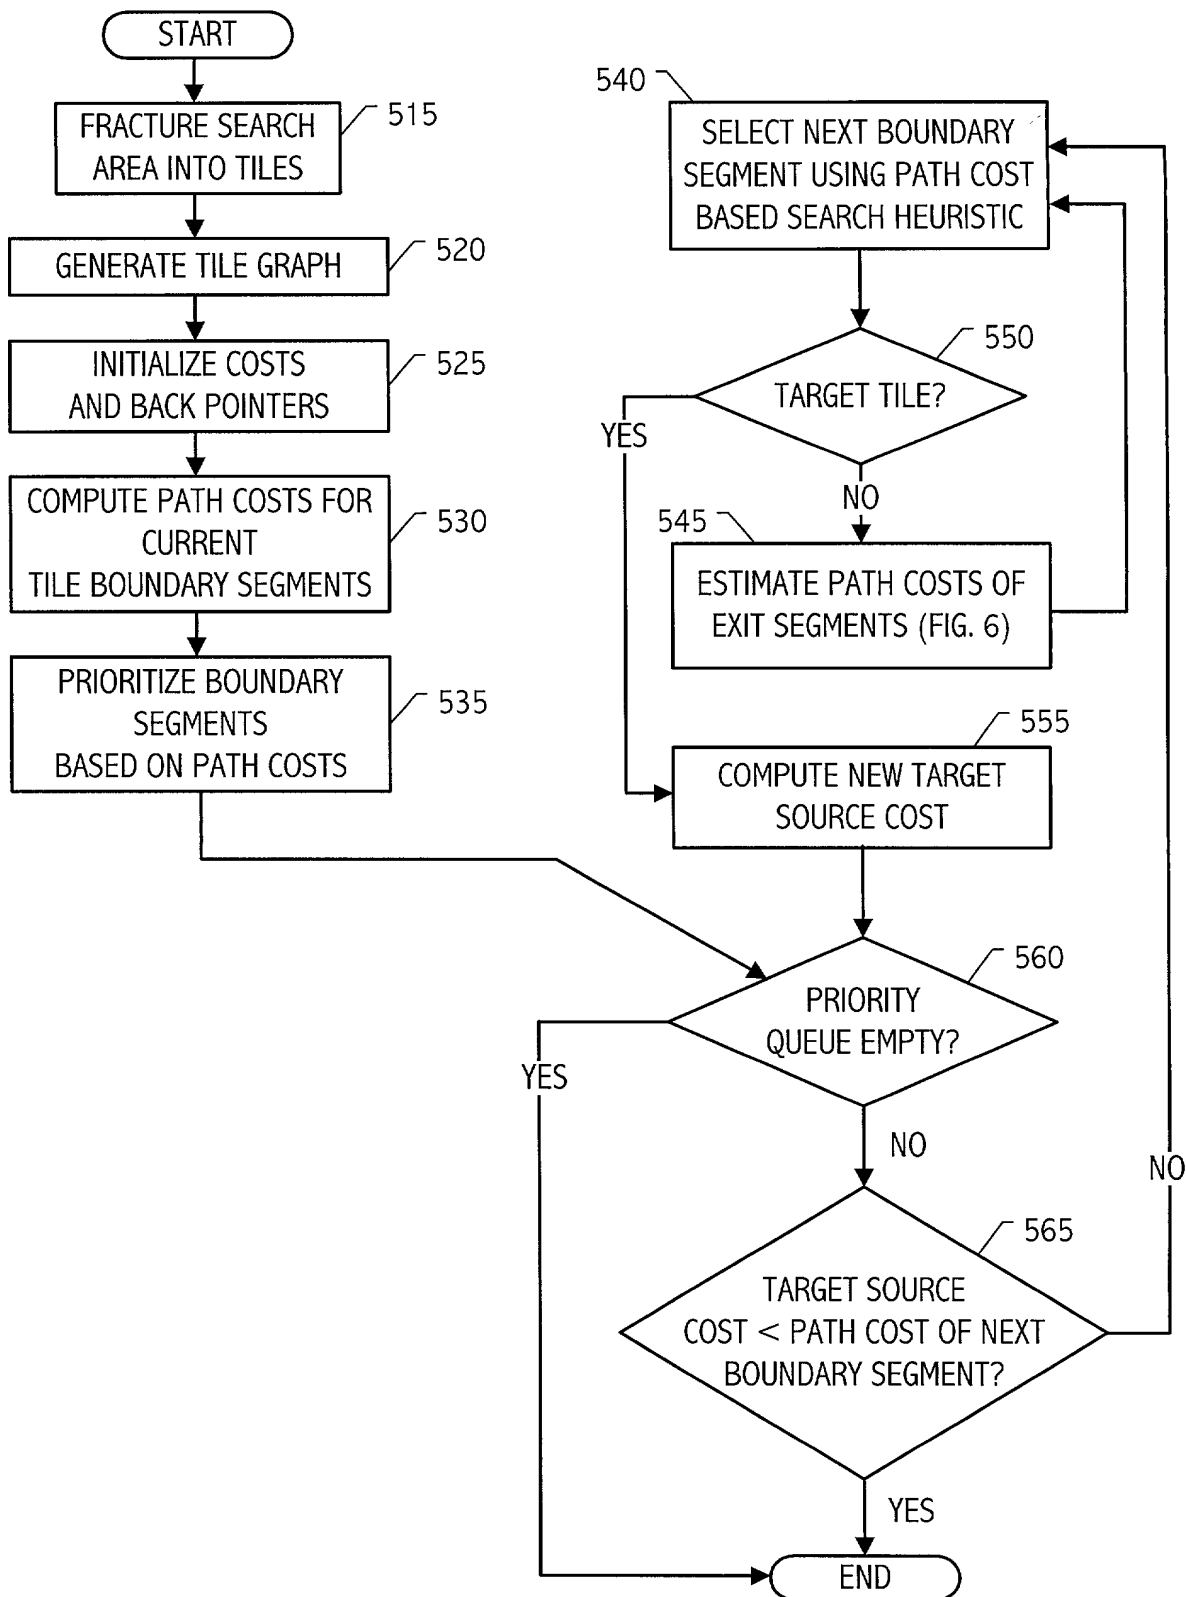 START
515
FRACTURE SEARCH
AREA INTO TILES
520
GENERATE TILE GRAPH
525
INITIALIZE COSTS
AND BACK POINTERS
530
COMPUTE PATH COSTS FOR
CURRENT
TILE BOUNDARY SEGMENTS
535
PRIORITIZE BOUNDARY
SEGMENTS
BASED ON PATH COSTS
540
SELECT NEXT BOUNDARY
SEGMENT USING PATH COST
BASED SEARCH HEURISTIC
550
TARGET TILE?
YES
NO
545
ESTIMATE PATH COSTS OF
EXIT SEGMENTS (FIG. 6)
555
COMPUTE NEW TARGET
SOURCE COST
560
PRIORITY
QUEUE EMPTY?
YES
NO
NO
565
TARGET SOURCE
COST < PATH COST OF NEXT
BOUNDARY SEGMENT?
YES
END